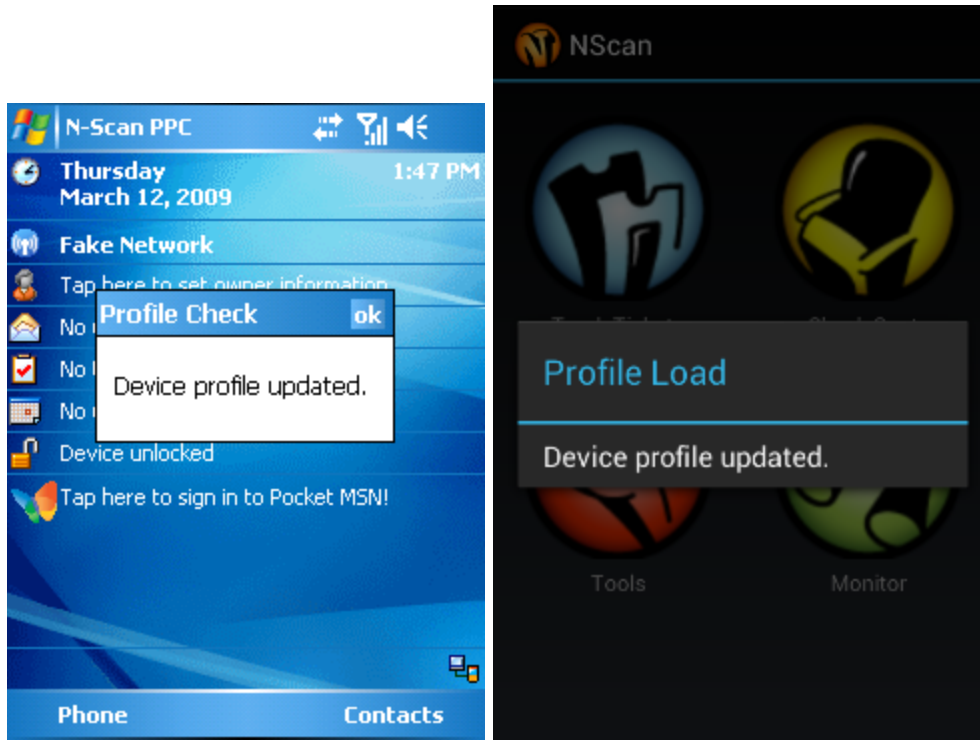 N-Scan PPC
Thursday 1:47 PM
March 12, 2009
Fake Network
Tap here to set owner information
Profile Check ok
No
Device profile updated.
No
No
Device unlocked
Tap here to sign in to Pocket MSN!
Phone Contacts
NScan
Profile Load
Device profile updated.
Tools Monitor